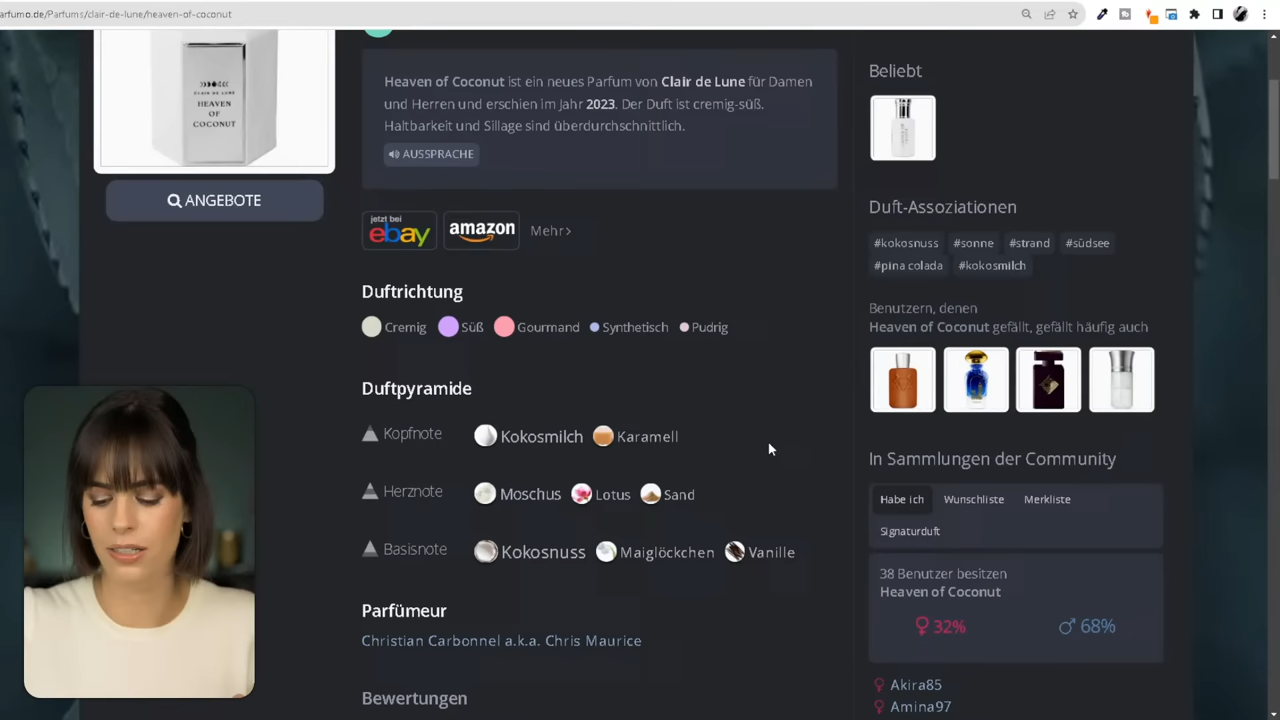 arfumo.de/Parfums/clair-de-lune/heaven-of-coconut
CLAIR DE LUNE
HEAVEN
OF
COCONUT
ANGEBOTE
Heaven of Coconut ist ein neues Parfum von Clair de Lune für Damen
und Herren und erschien im Jahr 2023. Der Duft ist cremig-süß.
Haltbarkeit und Sillage sind überdurchschnittlich.
AUSSPRACHE
jetzt bei
ebay
amazon
Mehr>
Duftrichtung
Cremig Süß Gourmand Synthetisch Pudrig
Duftpyramide
Kopfnote Kokosmilch Karamell
Herznote Moschus Lotus Sand
Basisnote Kokosnuss Maiglöckchen Vanille
Parfümeur
Christian Carbonnel a.k.a. Chris Maurice
Bewertungen
Beliebt
Duft-Assoziationen
#kokosnuss #sonne #strand #südsee
#pina colada #kokosmilch
Benutzern, denen
Heaven of Coconut gefällt, gefällt häufig auch
In Sammlungen der Community
Habe ich Wunschliste Merkliste
Signaturduft
38 Benutzer besitzen
Heaven of Coconut
♀ 32% ♂ 68%
♀ Akira85
♀ Amina97